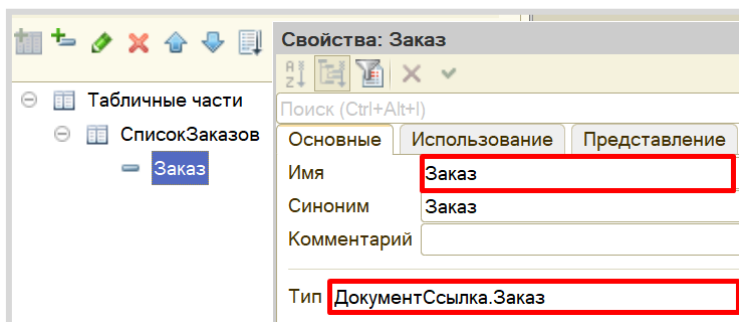 Табличные части
СписокЗаказов
Заказ
Свойства: Заказ
Поиск (Ctrl+Alt+I)
Основные Использование Представление
Имя Заказ
Синоним Заказ
Комментарий
Тип ДокументСсылка.Заказ